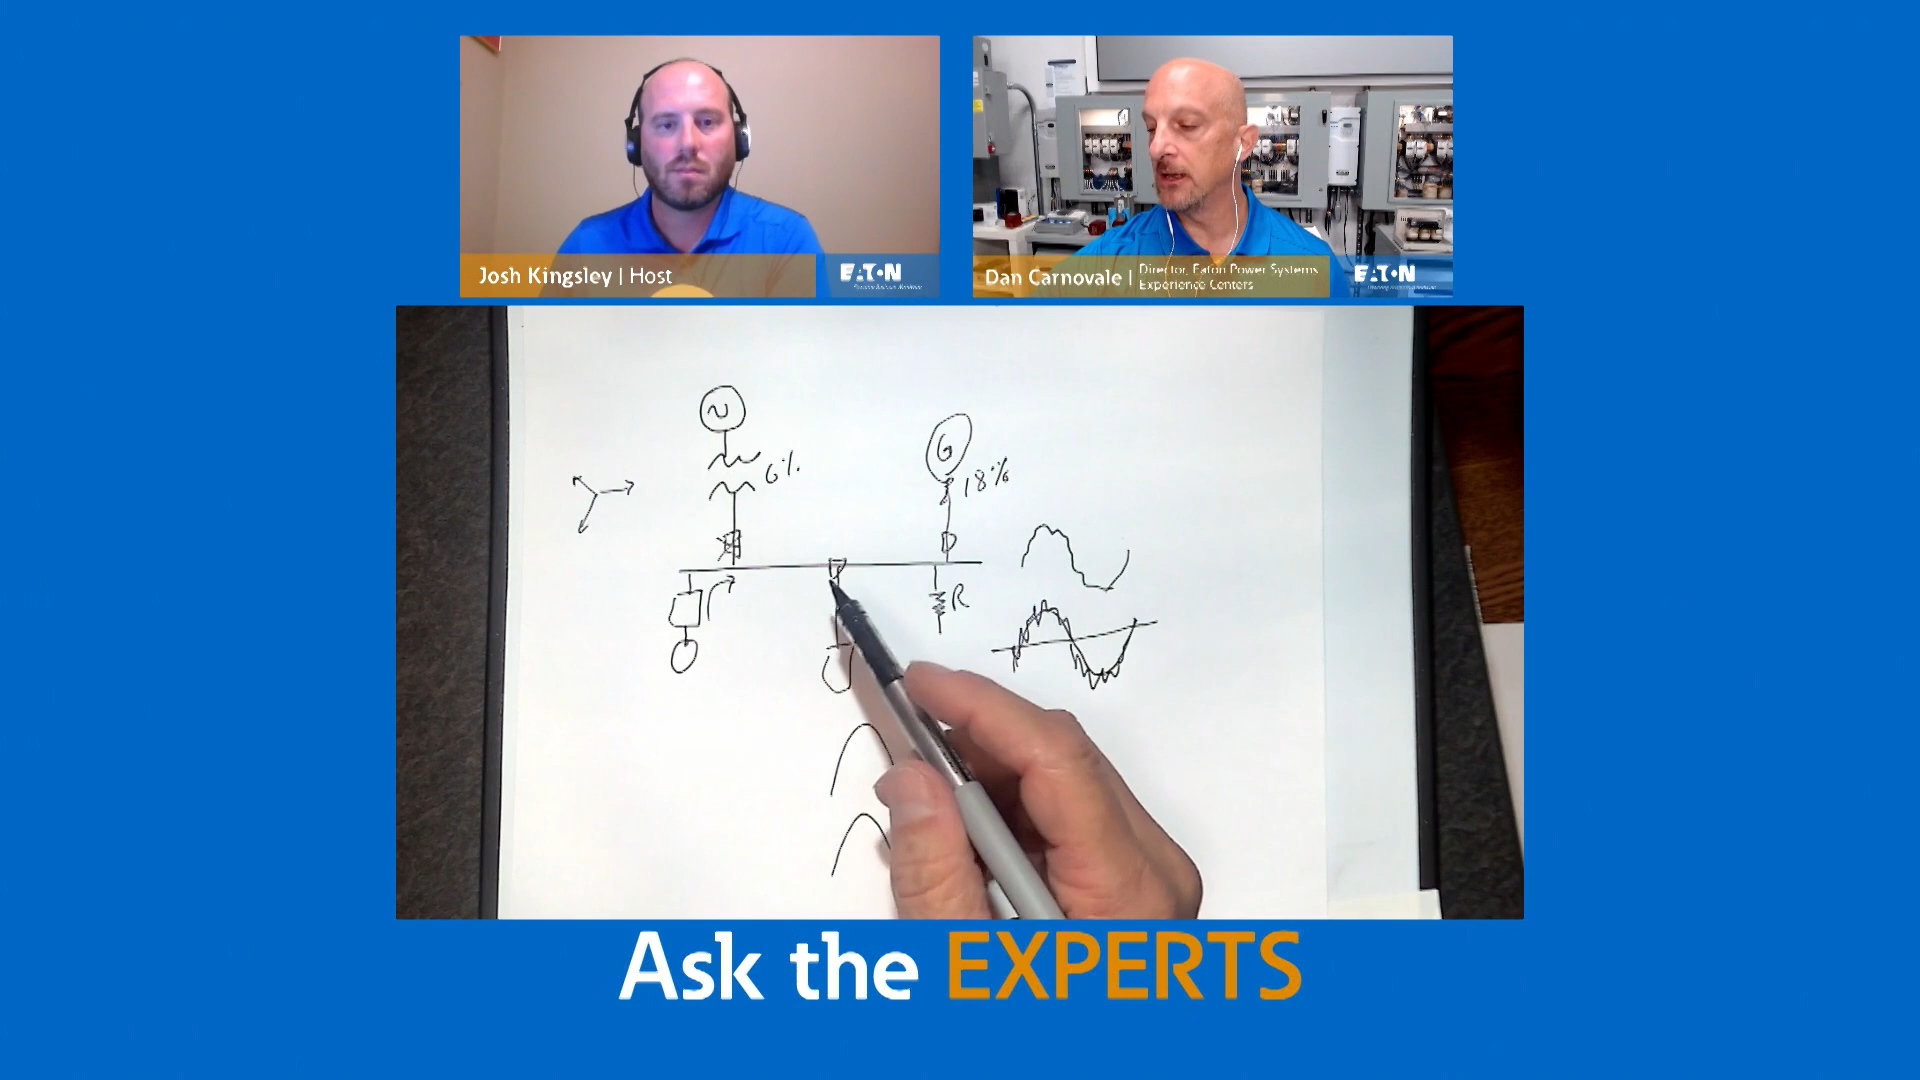 Josh Kingsley | Host
EATON
Dan Carnovale |
Director, Eaton Power Systems
Experience Centers
EATON
6%
G
18%
R
Ask the EXPERTS